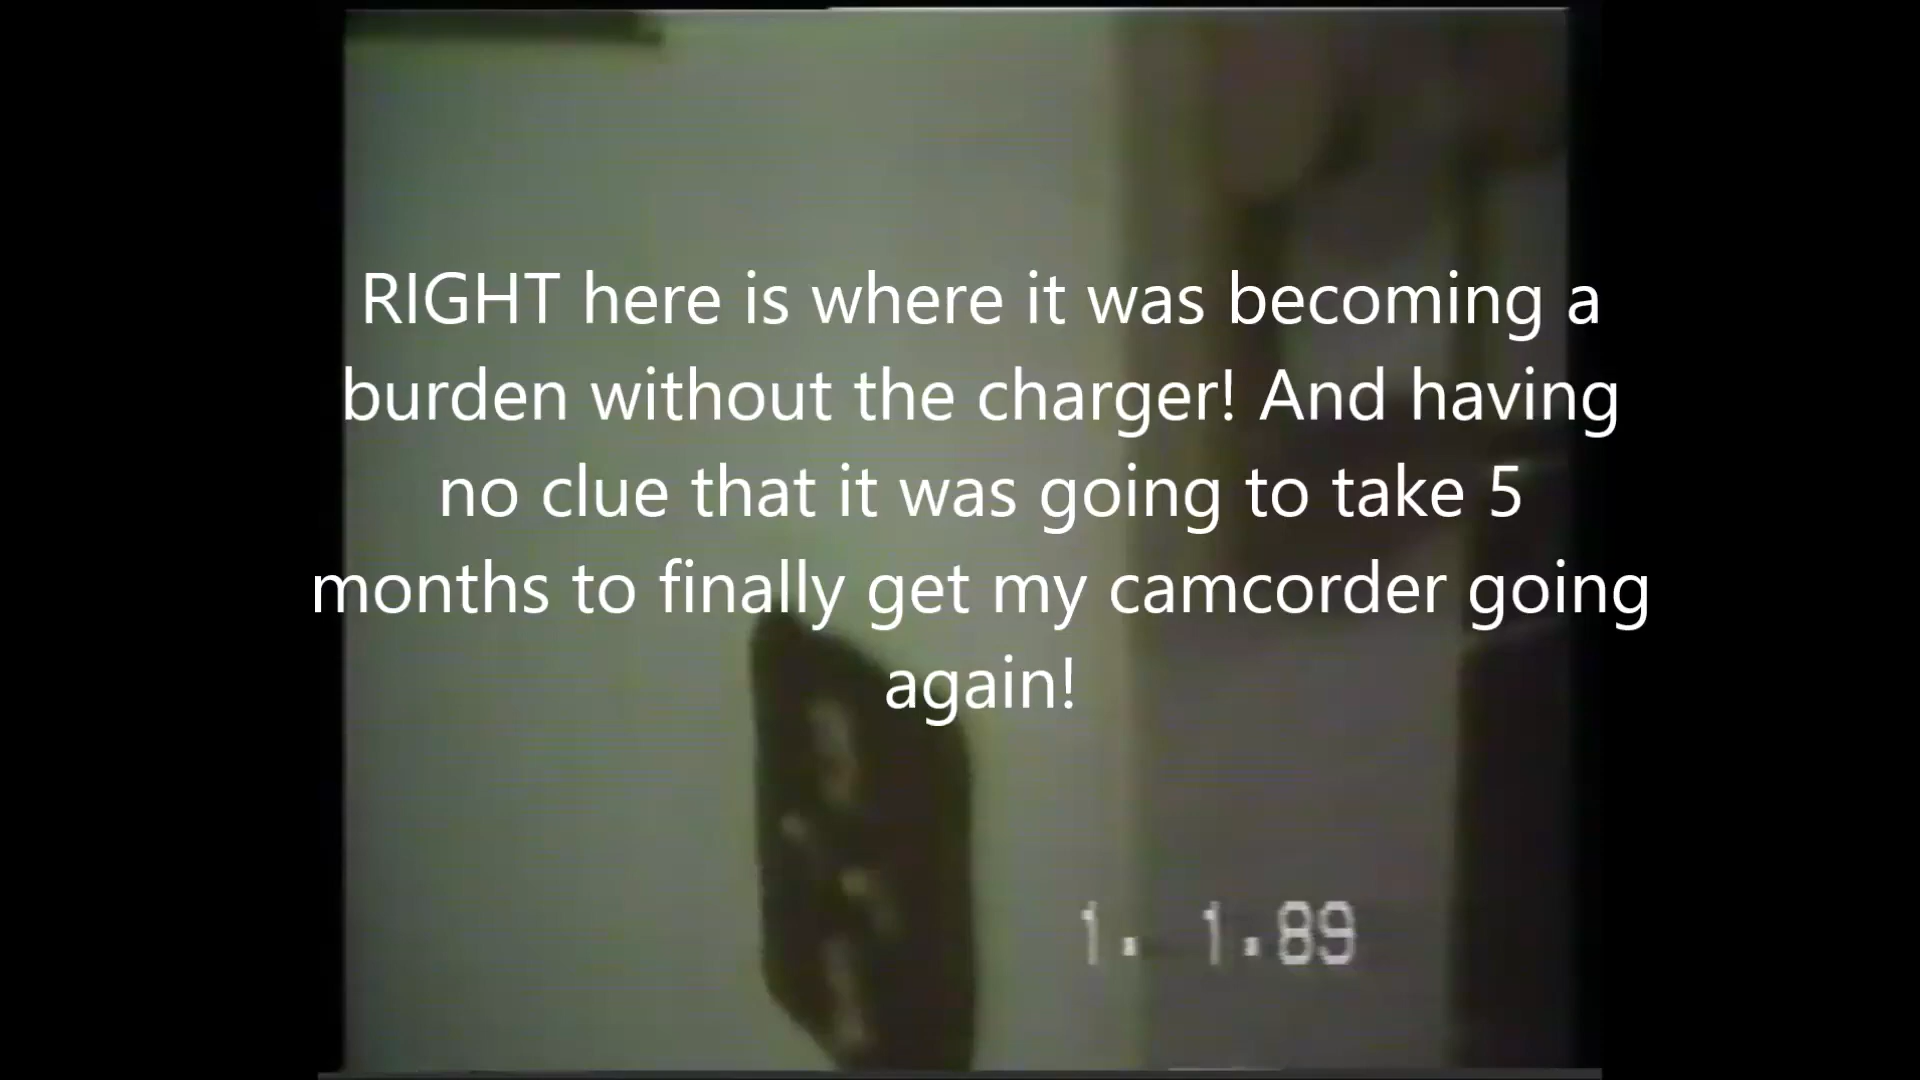 RIGHT here is where it was becoming a
burden without the charger! And having
no clue that it was going to take 5
months to finally get my camcorder going
again!
1. 1.89